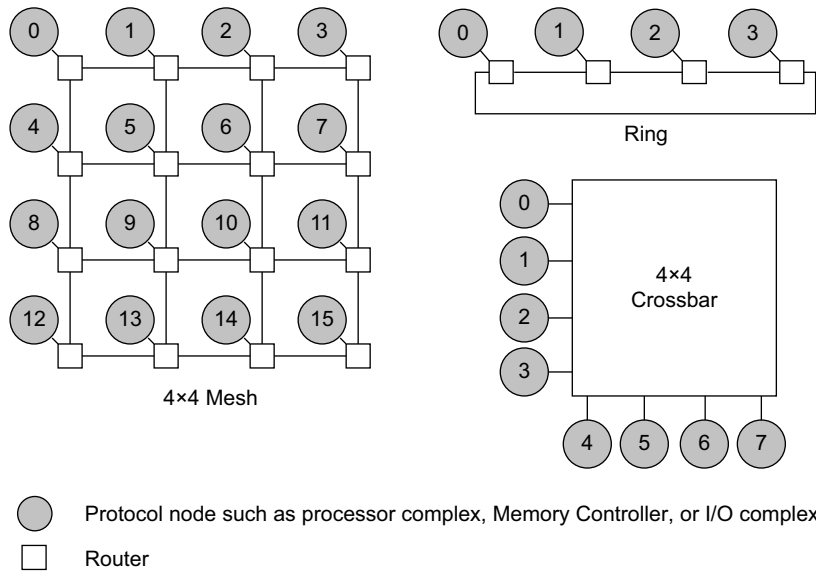 0 1 2 3
4 5 6 7
8 9 10 11
12 13 14 15
4×4 Mesh
0 1 2 3
Ring
0
1
2
3
4×4
Crossbar
4 5 6 7
Protocol node such as processor complex, Memory Controller, or I/O complex
Router